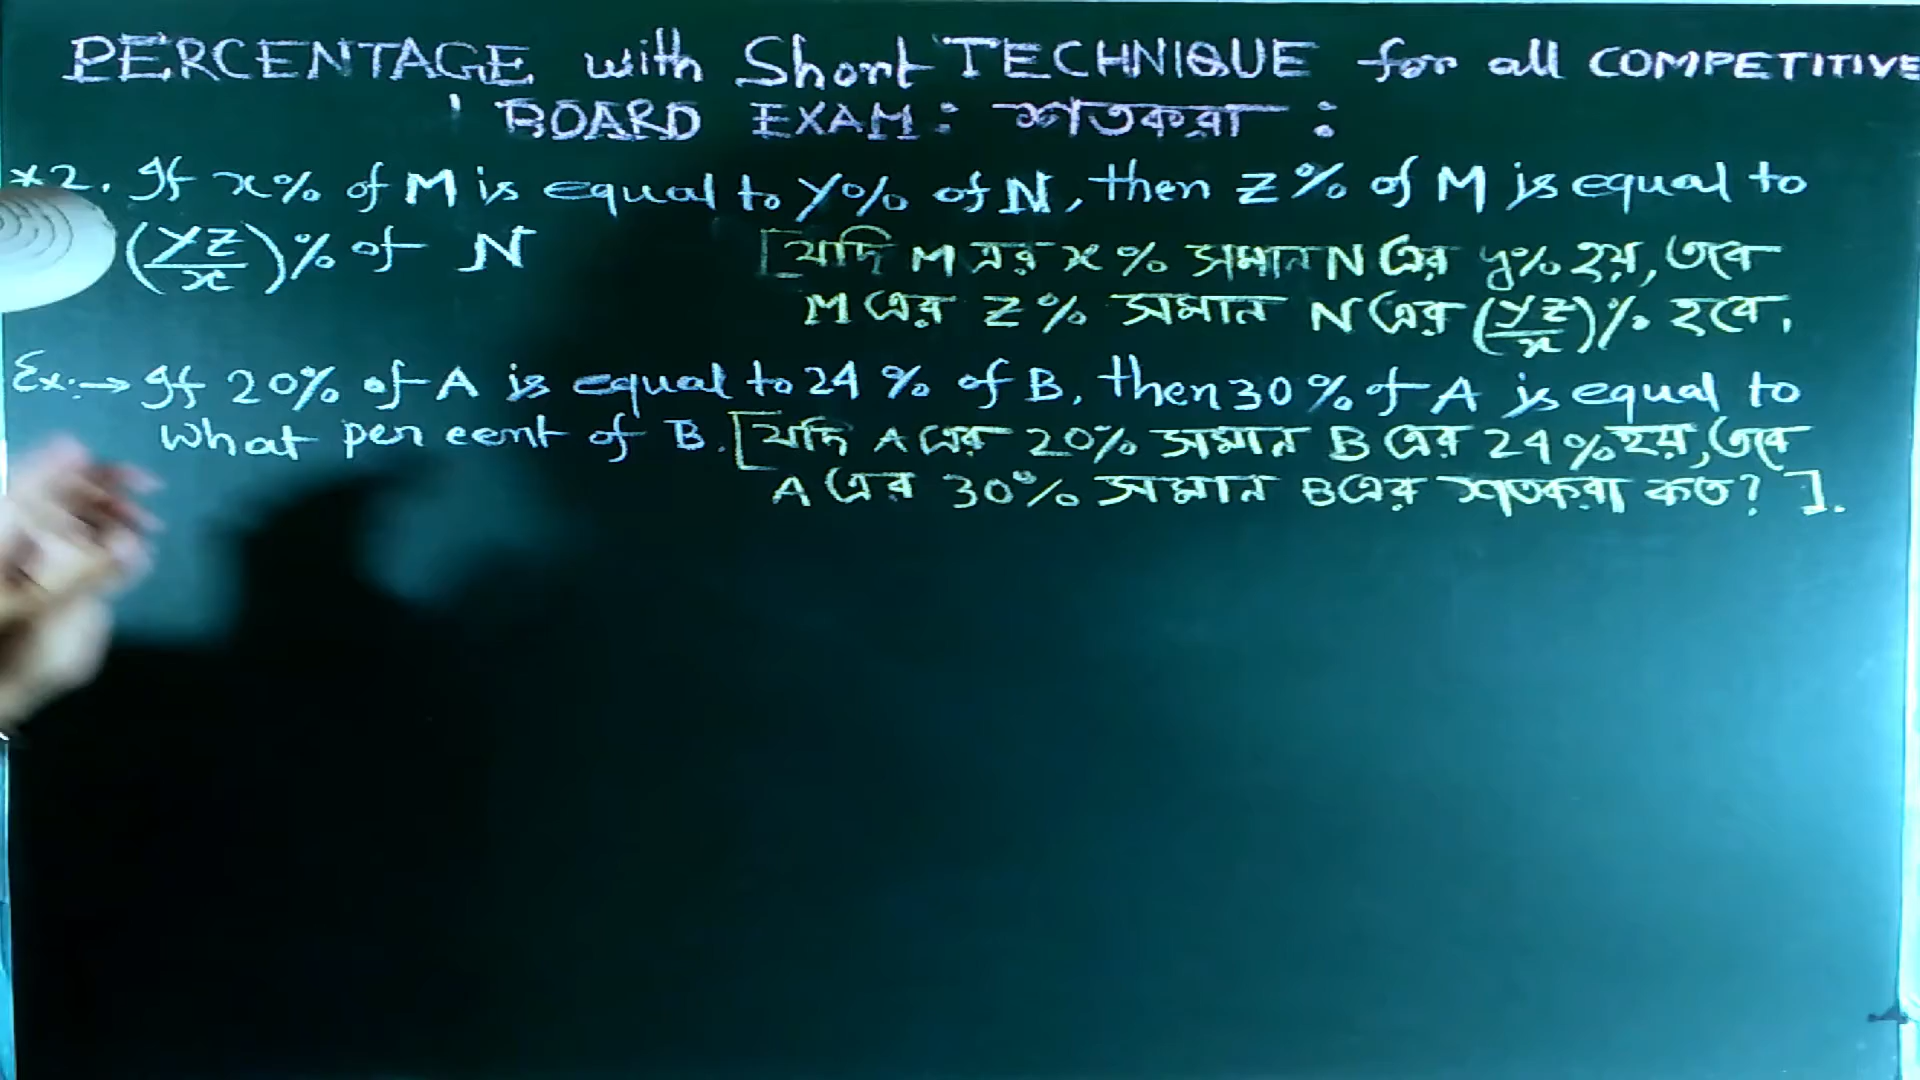 PERCENTAGE with Short TECHNIQUE for all COMPETITIVE
' BOARD EXAM: শতকরা :
*2. If x% of M is equal to Y% of N, then Z% of M is equal to
(YZ/x)% of N [যদি M এর x% সমান N এর y% হয়, তবে
M এর Z% সমান N এর (YZ/x)% হবে,
Ex:→ If 20% of A is equal to 24% of B, then 30% of A is equal to
what per cent of B. [যদি A এর 20% সমান B এর 24% হয়, তবে
A এর 30% সমান B এর শতকরা কত? ].